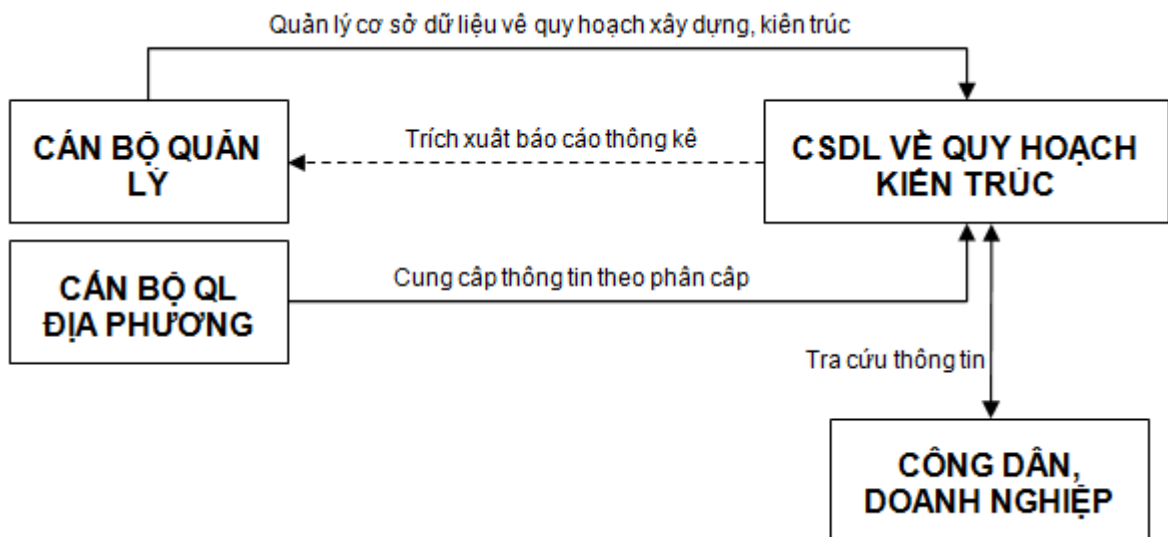 Quản lý cơ sở dữ liệu về quy hoạch xây dựng, kiến trúc
CÁN BỘ QUẢN
LÝ
Trích xuất báo cáo thống kê
CSDL VỀ QUY HOẠCH
KIẾN TRÚC
CÁN BỘ QL
ĐỊA PHƯƠNG
Cung cấp thông tin theo phân cấp
Tra cứu thông tin
CÔNG DÂN,
DOANH NGHIỆP